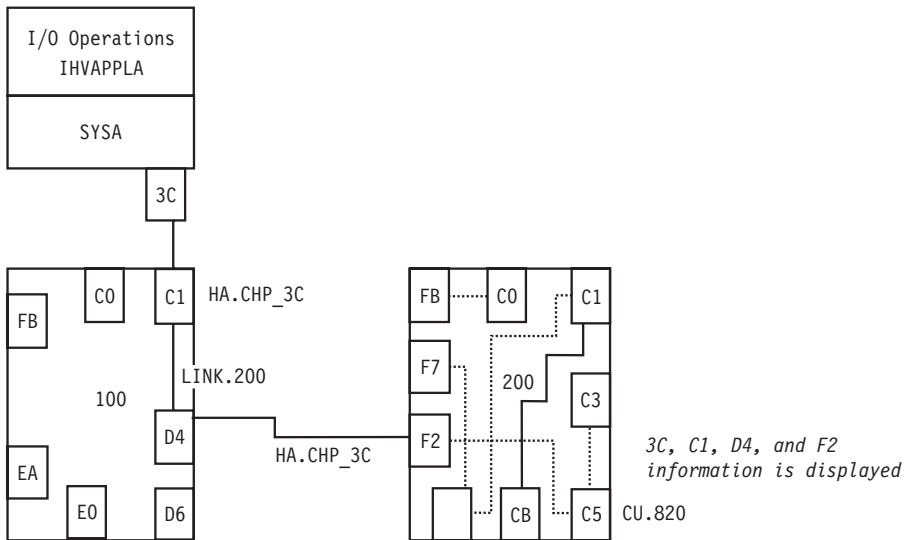 I/O Operations
IHVAPPLA
SYSA
3C
C0
C1
HA.CHP_3C
FB
LINK.200
100
D4
HA.CHP_3C
EA
E0
D6
FB
C0
C1
F7
200
C3
F2
3C, C1, D4, and F2
information is displayed
CB
C5
CU.820